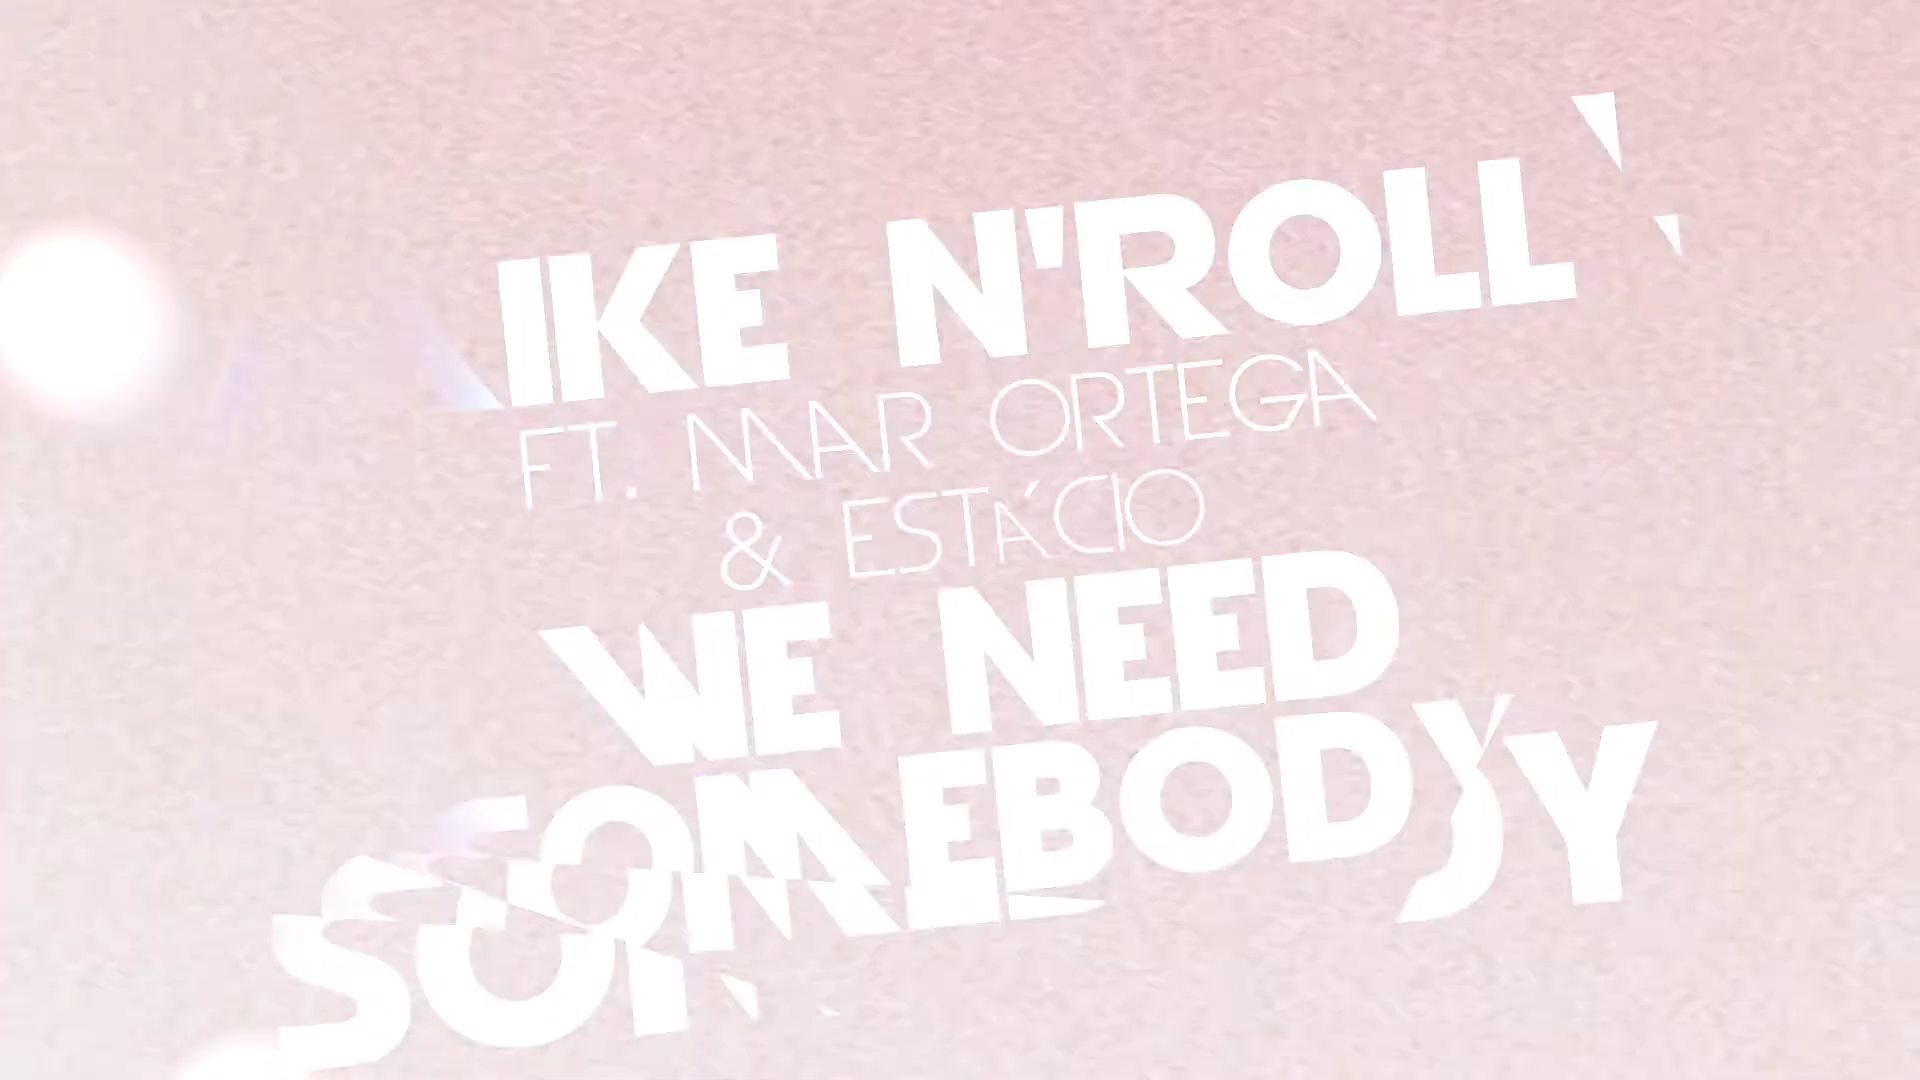 IKE N'ROLL
FT. MAR ORTEGA
& ESTÁCIO
WE NEED
SOMEBODY